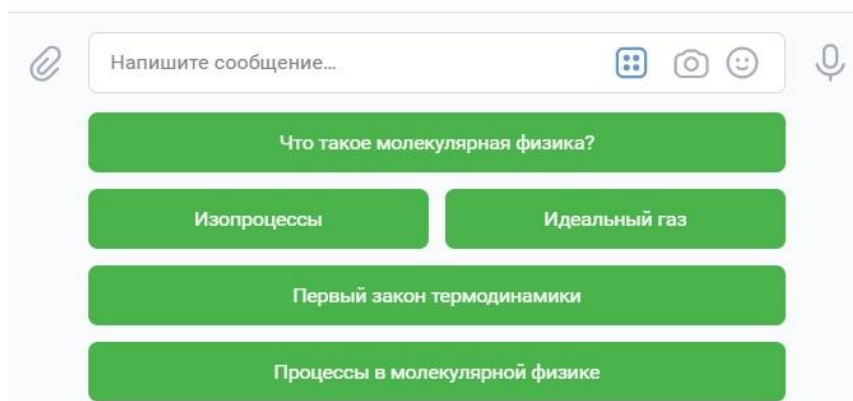 Напишите сообщение...
Что такое молекулярная физика?
Изопроцессы
Идеальный газ
Первый закон термодинамики
Процессы в молекулярной физике